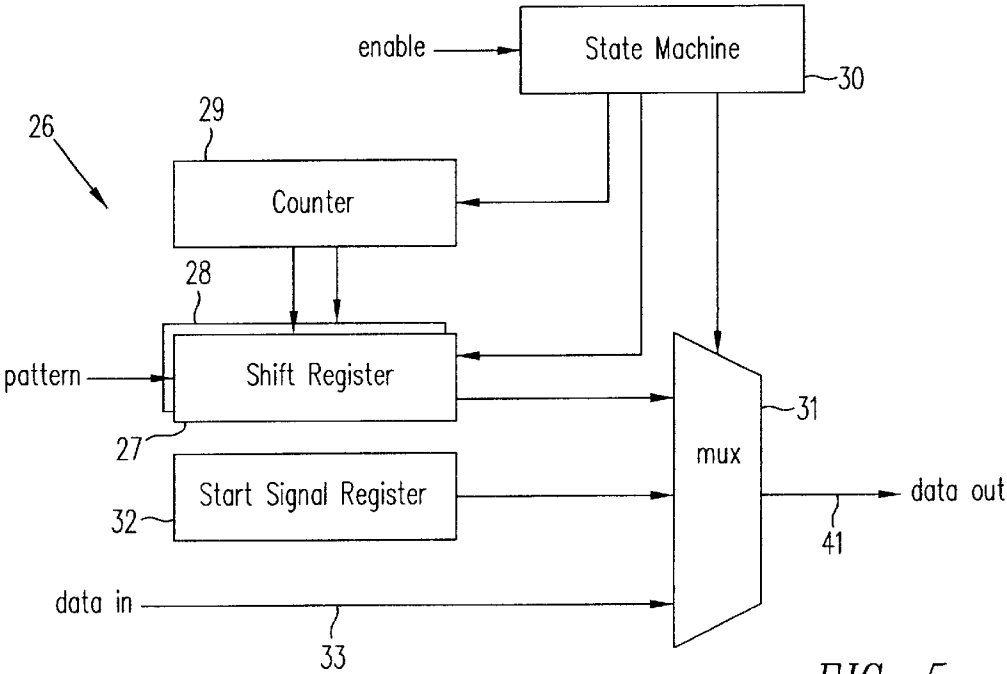 enable
State Machine
30
26
29
Counter
28
pattern
Shift Register
27
31
mux
Start Signal Register
32
data out
41
data in
33